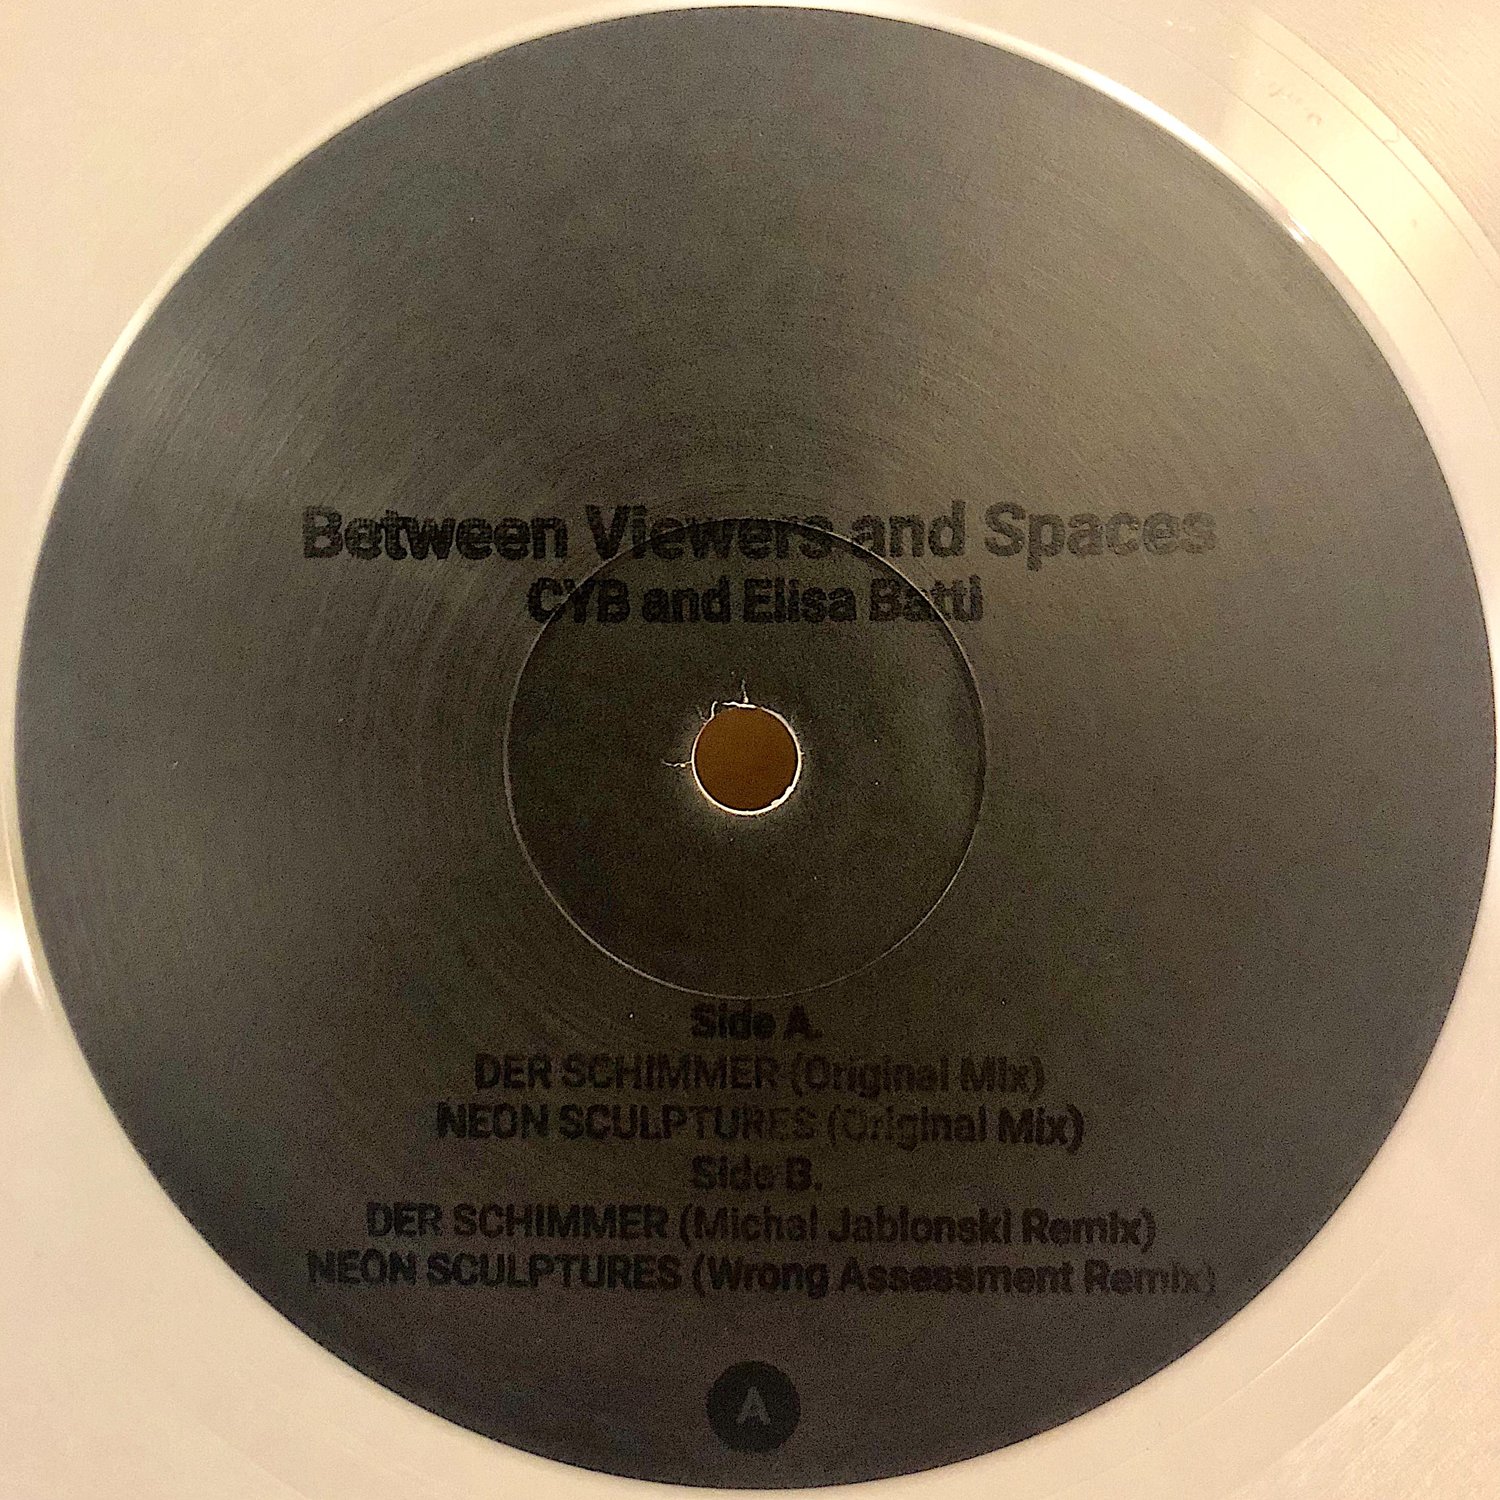 Between Viewers and Spaces
CYB and Elisa Batti
Side A.
DER SCHIMMER (Original Mix)
NEON SCULPTURES (Original Mix)
Side B.
DER SCHIMMER (Michal Jablonski Remix)
NEON SCULPTURES (Wrong Assessment Remix)
A